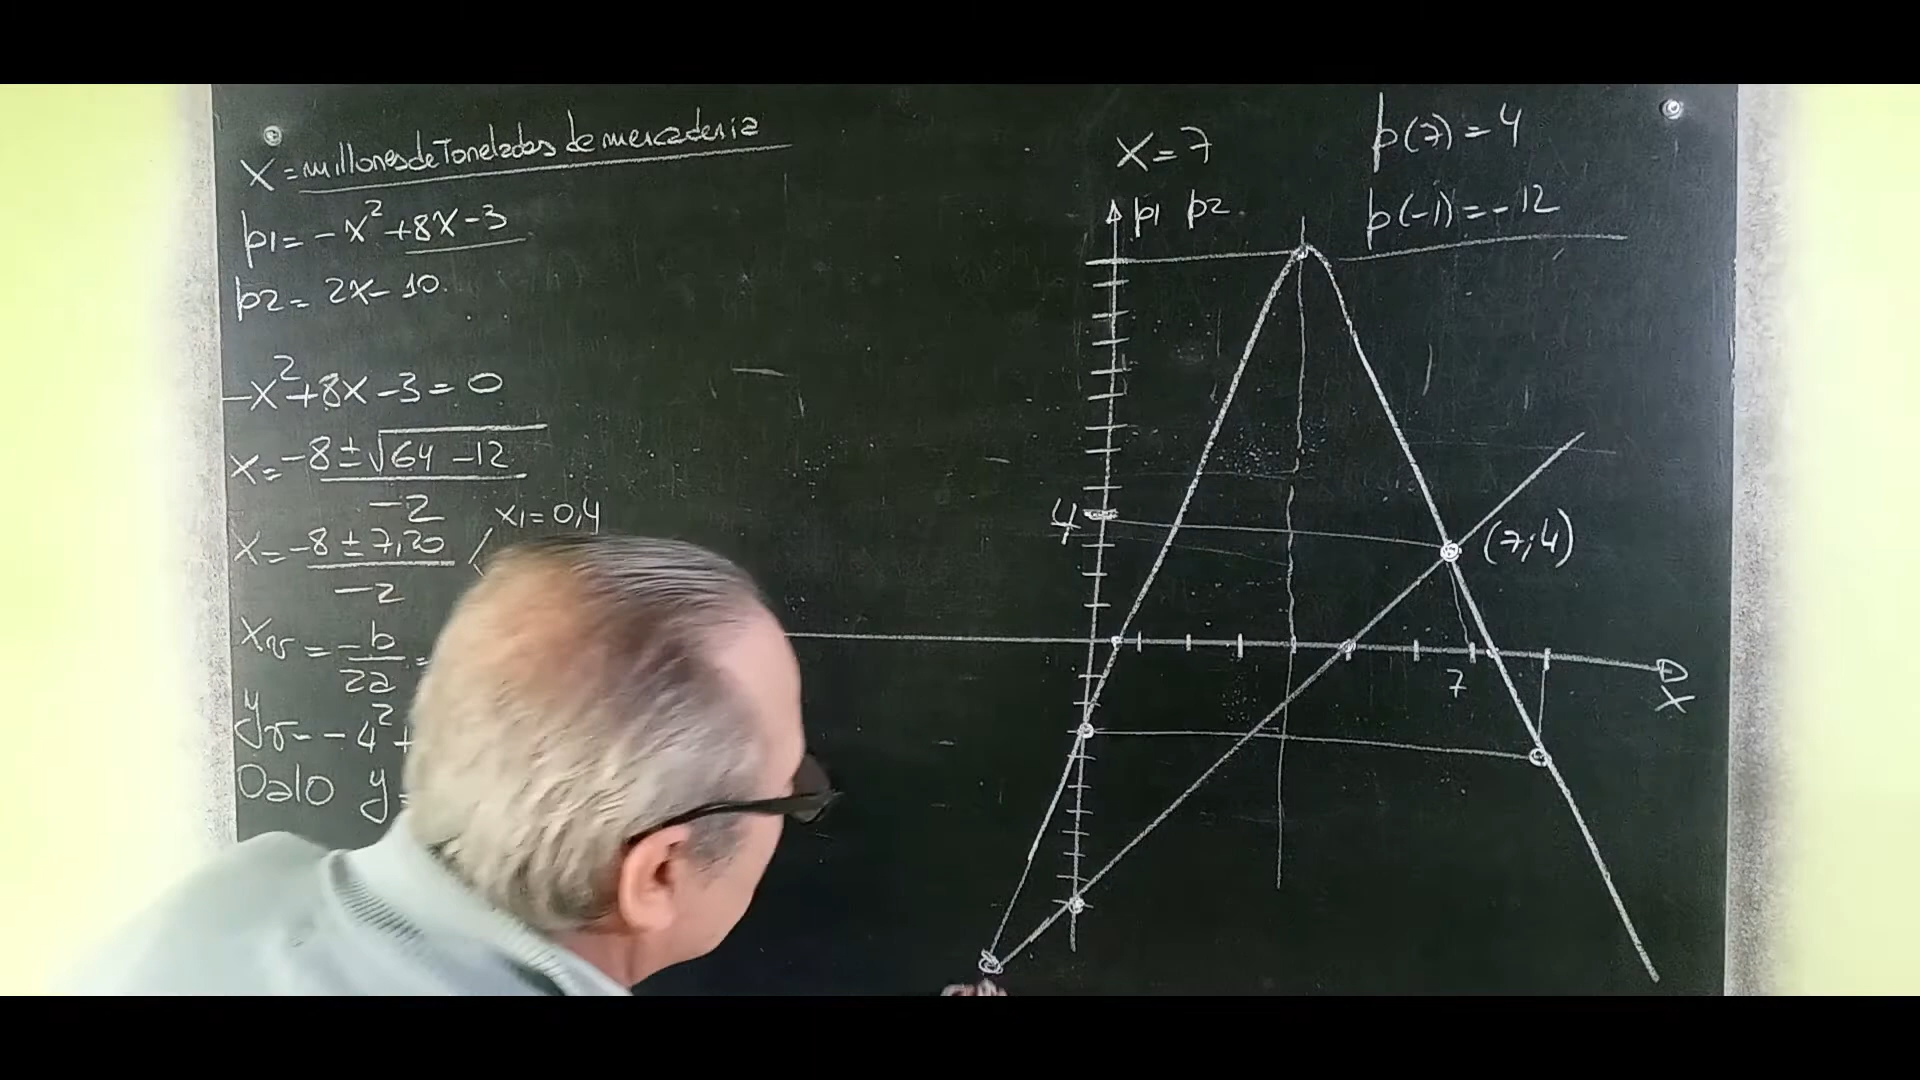 X = millones de Toneladas de mercaderia
p1 = -x²+8x-3
p2 = 2x-10.
-x²+8x-3=0
x = -8±√64-12
-2
x1=0,4
x = -8±7,20
-2
xv = -b =
2a
yv = -4²+
Oalo y =
x=7
p(7)=4
p1 p2
p(-1)=-12
4
(7;4)
7
x